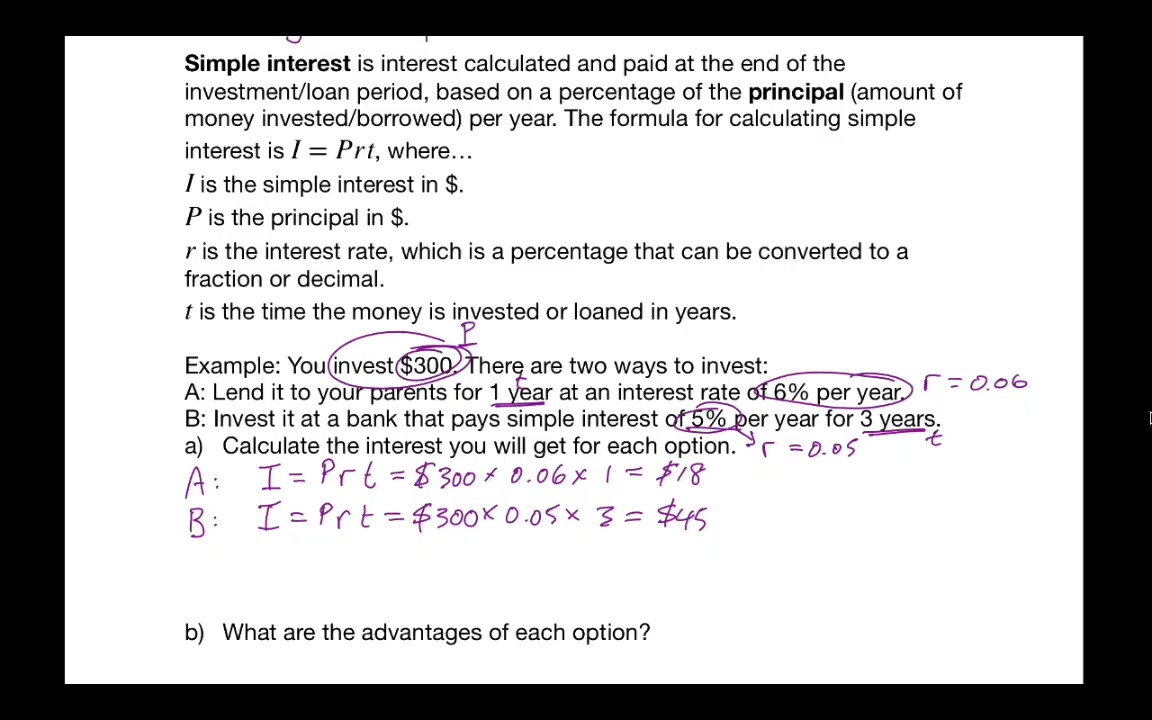 Simple interest is interest calculated and paid at the end of the
investment/loan period, based on a percentage of the principal (amount of
money invested/borrowed) per year. The formula for calculating simple
interest is I = Prt, where…
I is the simple interest in $.
P is the principal in $.
r is the interest rate, which is a percentage that can be converted to a
fraction or decimal.
t is the time the money is invested or loaned in years.
P
Example: You invest $300. There are two ways to invest:
t
A: Lend it to your parents for 1 year at an interest rate of 6% per year. r = 0.06
B: Invest it at a bank that pays simple interest of 5% per year for 3 years.
a) Calculate the interest you will get for each option. r = 0.05 t
A: I = Prt = $300 × 0.06 × 1 = $18
B: I = Prt = $300 × 0.05 × 3 = $45
b) What are the advantages of each option?